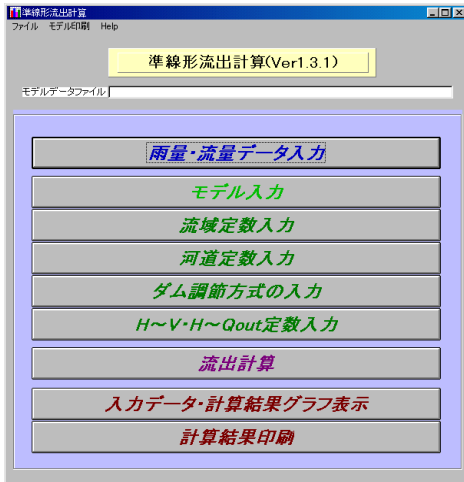 準線形流出計算
ファイル モデル印刷 Help
準線形流出計算(Ver1.3.1)
モデルデータファイル
雨量・流量データ入力
モデル入力
流域定数入力
河道定数入力
ダム調節方式の入力
H～V・H～Qout定数入力
流出計算
入力データ・計算結果グラフ表示
計算結果印刷